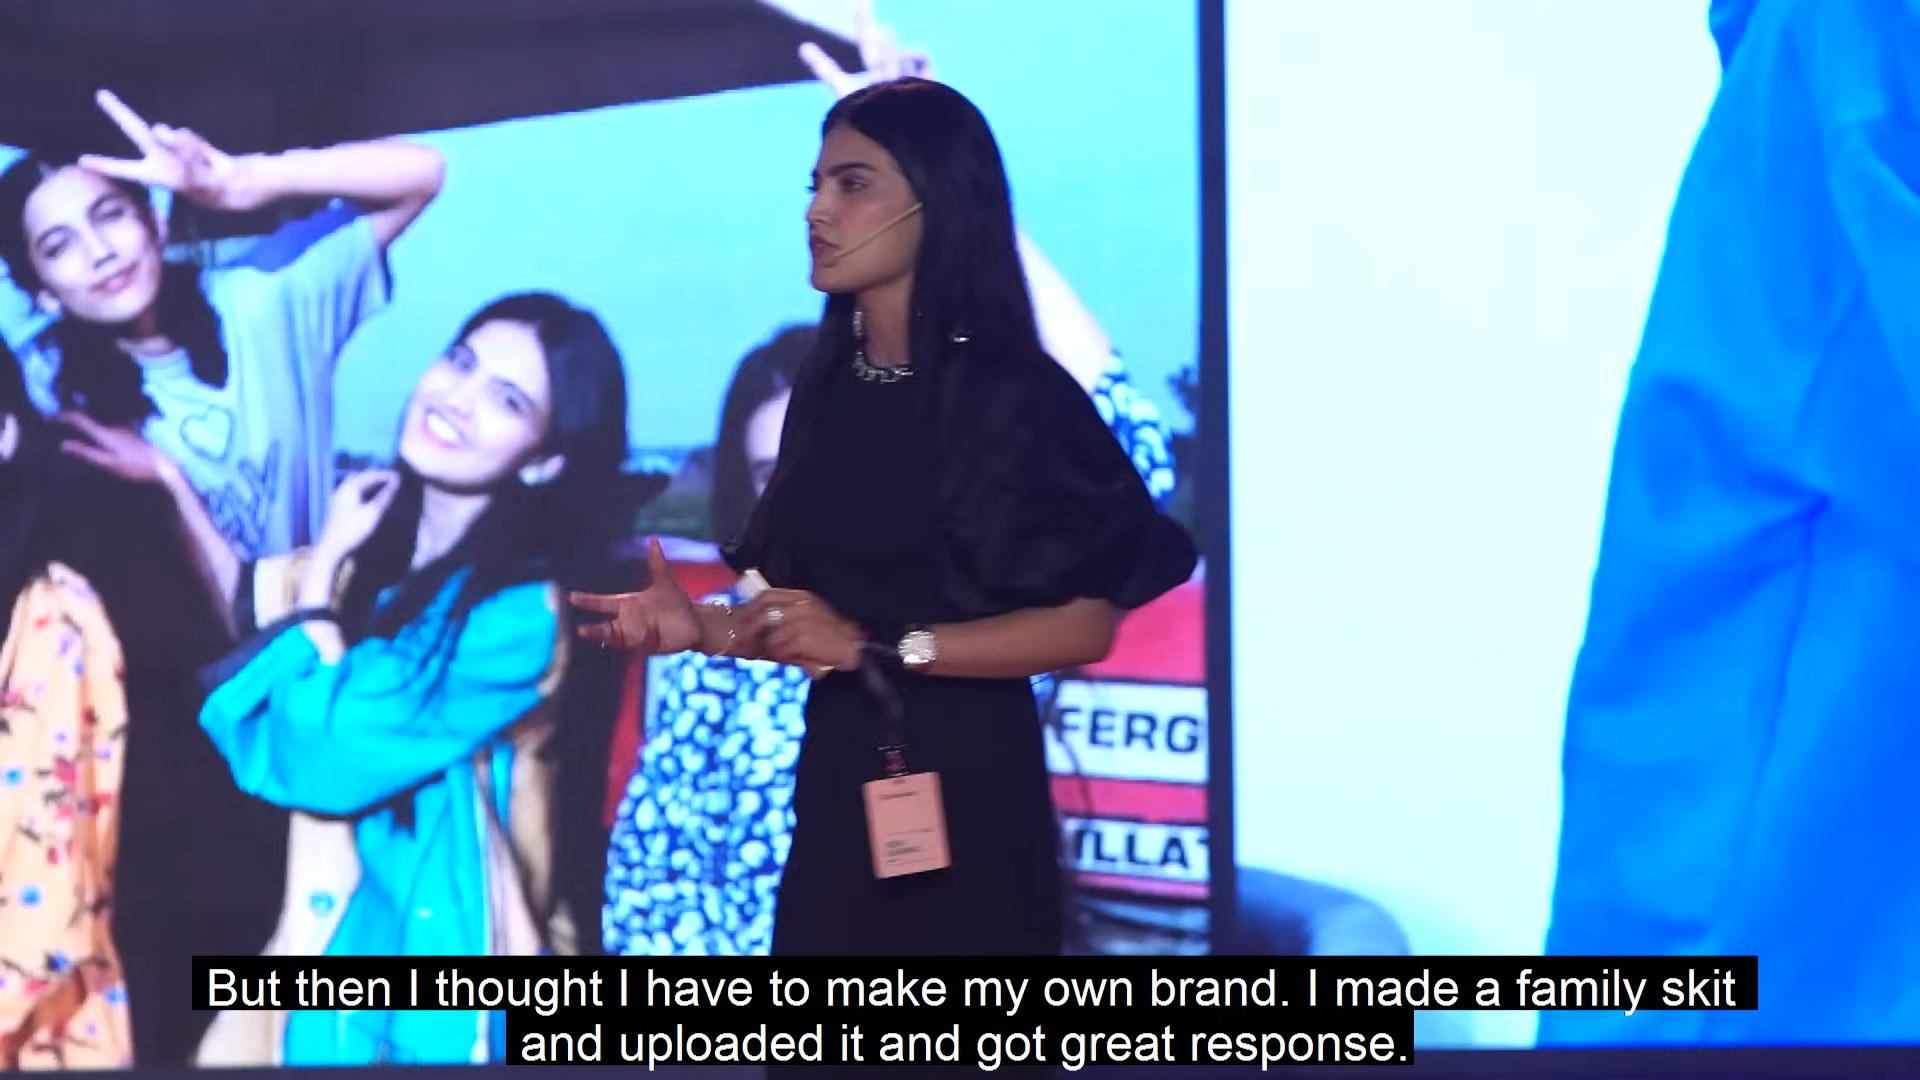 FERG
YLLAT
But then I thought I have to make my own brand. I made a family skit
and uploaded it and got great response.